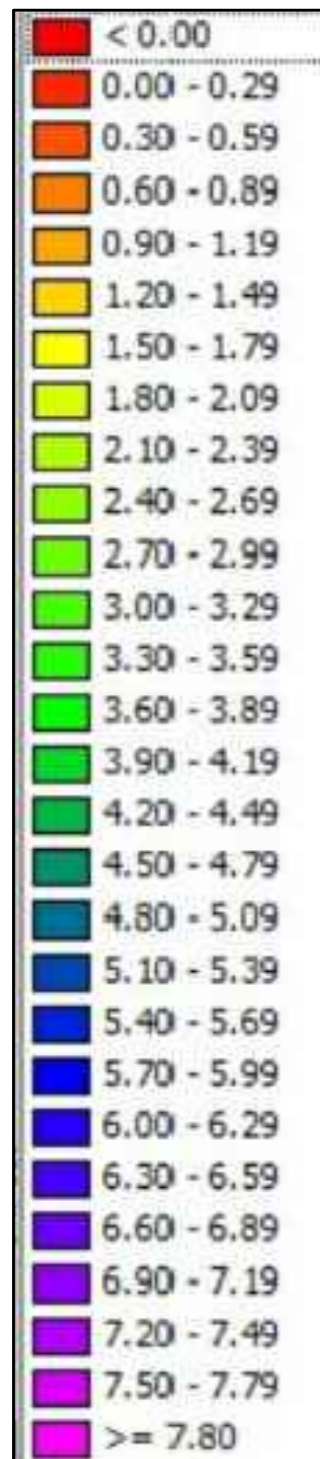 < 0.00
0.00 - 0.29
0.30 - 0.59
0.60 - 0.89
0.90 - 1.19
1.20 - 1.49
1.50 - 1.79
1.80 - 2.09
2.10 - 2.39
2.40 - 2.69
2.70 - 2.99
3.00 - 3.29
3.30 - 3.59
3.60 - 3.89
3.90 - 4.19
4.20 - 4.49
4.50 - 4.79
4.80 - 5.09
5.10 - 5.39
5.40 - 5.69
5.70 - 5.99
6.00 - 6.29
6.30 - 6.59
6.60 - 6.89
6.90 - 7.19
7.20 - 7.49
7.50 - 7.79
>= 7.80